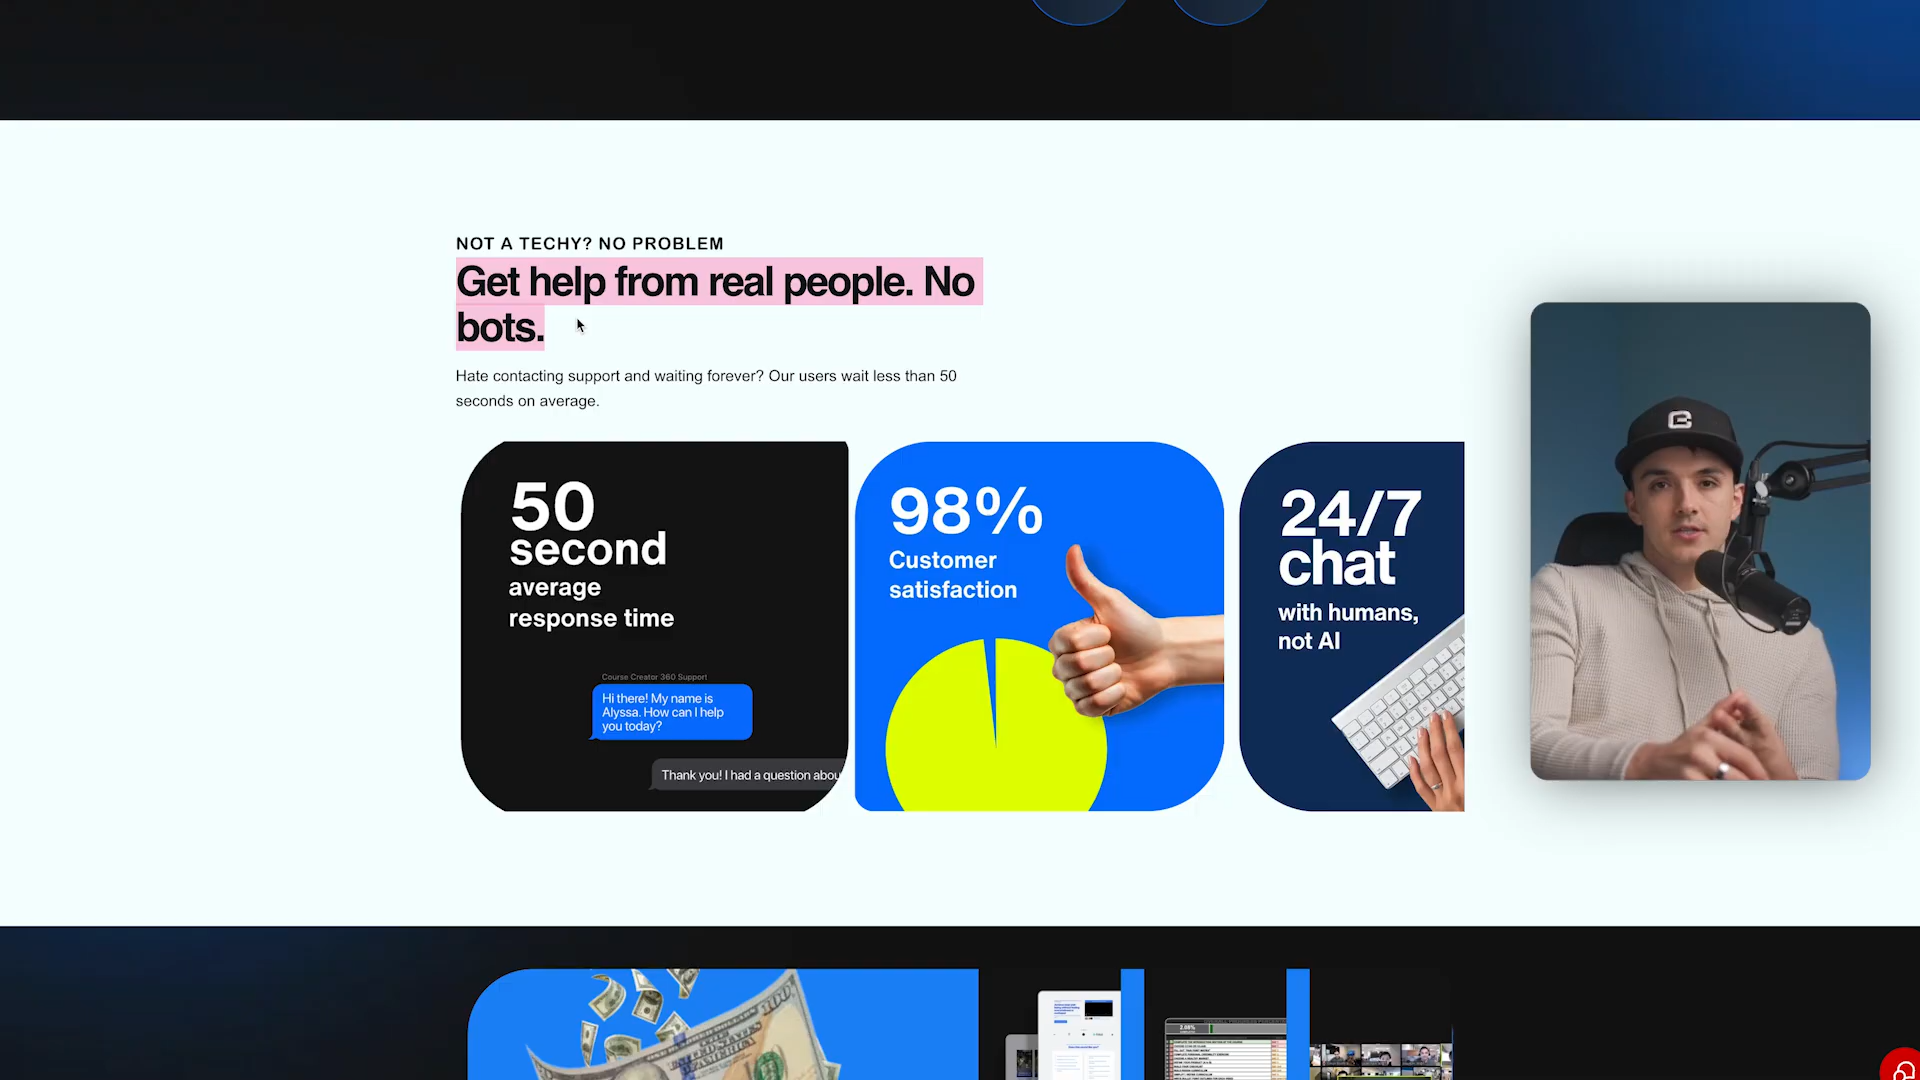 NOT A TECHY? NO PROBLEM
Get help from real people. No
bots.
Hate contacting support and waiting forever? Our users wait less than 50
seconds on average.
50
second
average
response time
Course Creator 360 Support
Hi there! My name is
Alyssa. How can I help
you today?
Thank you! I had a question abou
98%
Customer
satisfaction
24/7
chat
with humans,
not AI